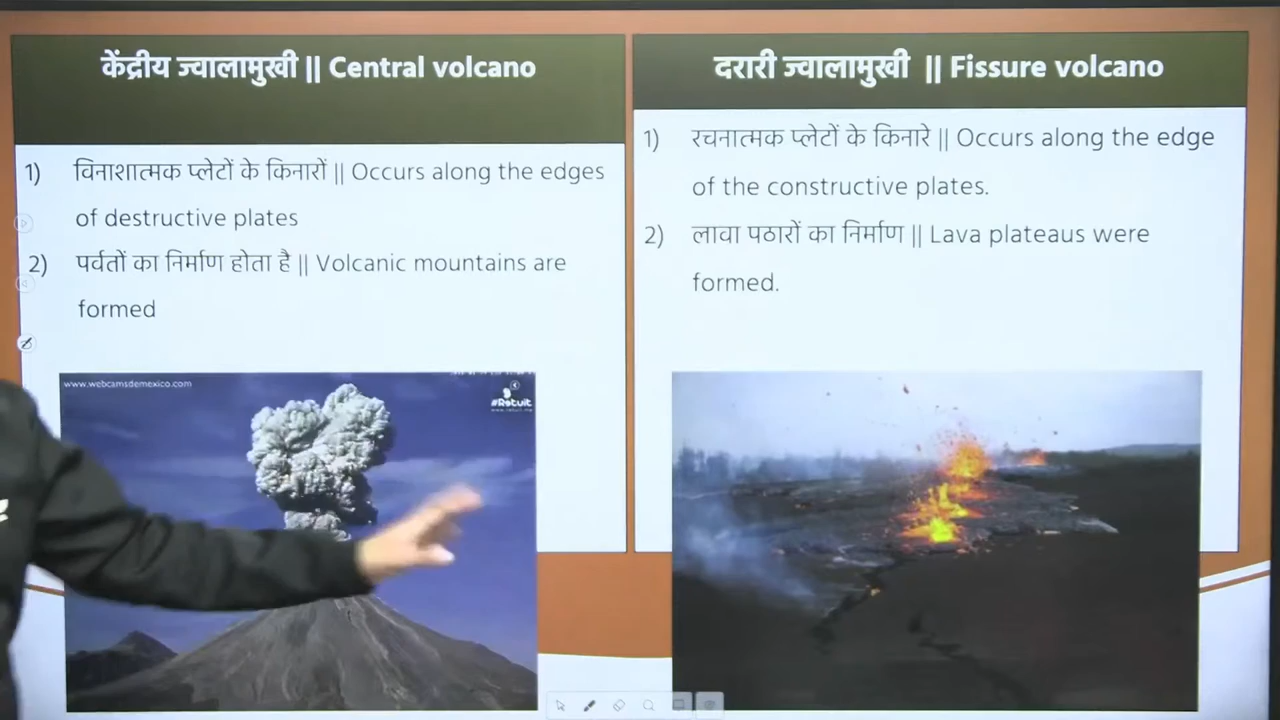 केंद्रीय ज्वालामुखी || Central volcano
1) विनाशात्मक प्लेटों के किनारों || Occurs along the edges
of destructive plates
2) पर्वतों का निर्माण होता है || Volcanic mountains are
formed
www.webcamsdemexico.com
#Retuit
दरारी ज्वालामुखी || Fissure volcano
1) रचनात्मक प्लेटों के किनारे || Occurs along the edge
of the constructive plates.
2) लावा पठारों का निर्माण || Lava plateaus were
formed.